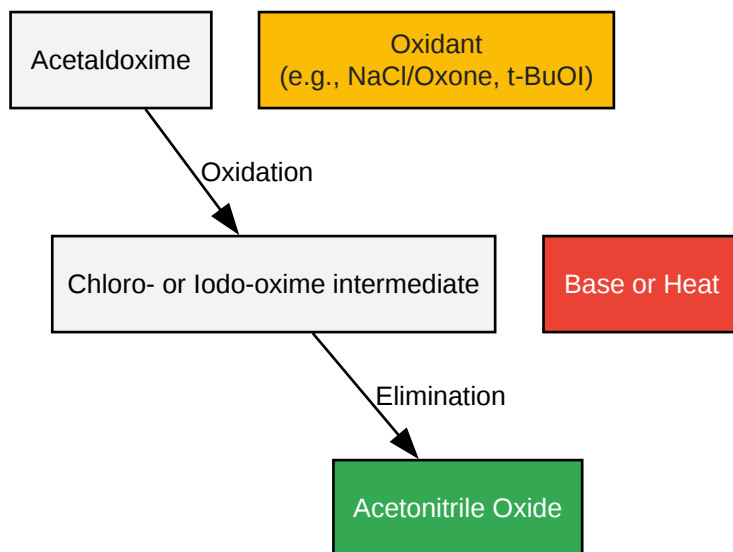 Acetaldoxime
Oxidant
(e.g., NaCl/Oxone, t-BuOI)
Oxidation
Chloro- or Iodo-oxime intermediate
Base or Heat
Elimination
Acetonitrile Oxide